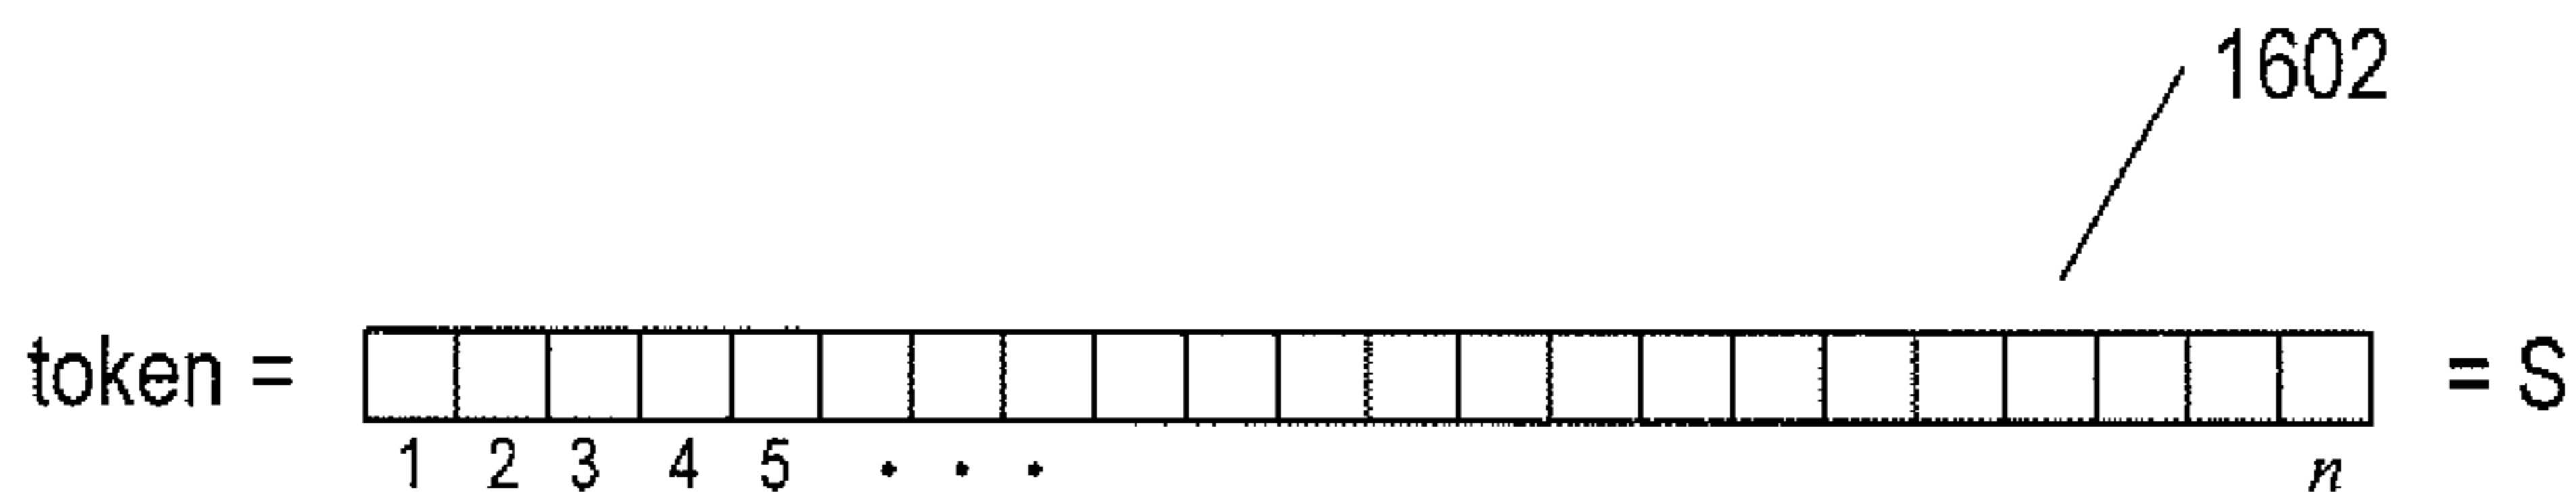 1602
token = = S
1 2 3 4 5 . . . n